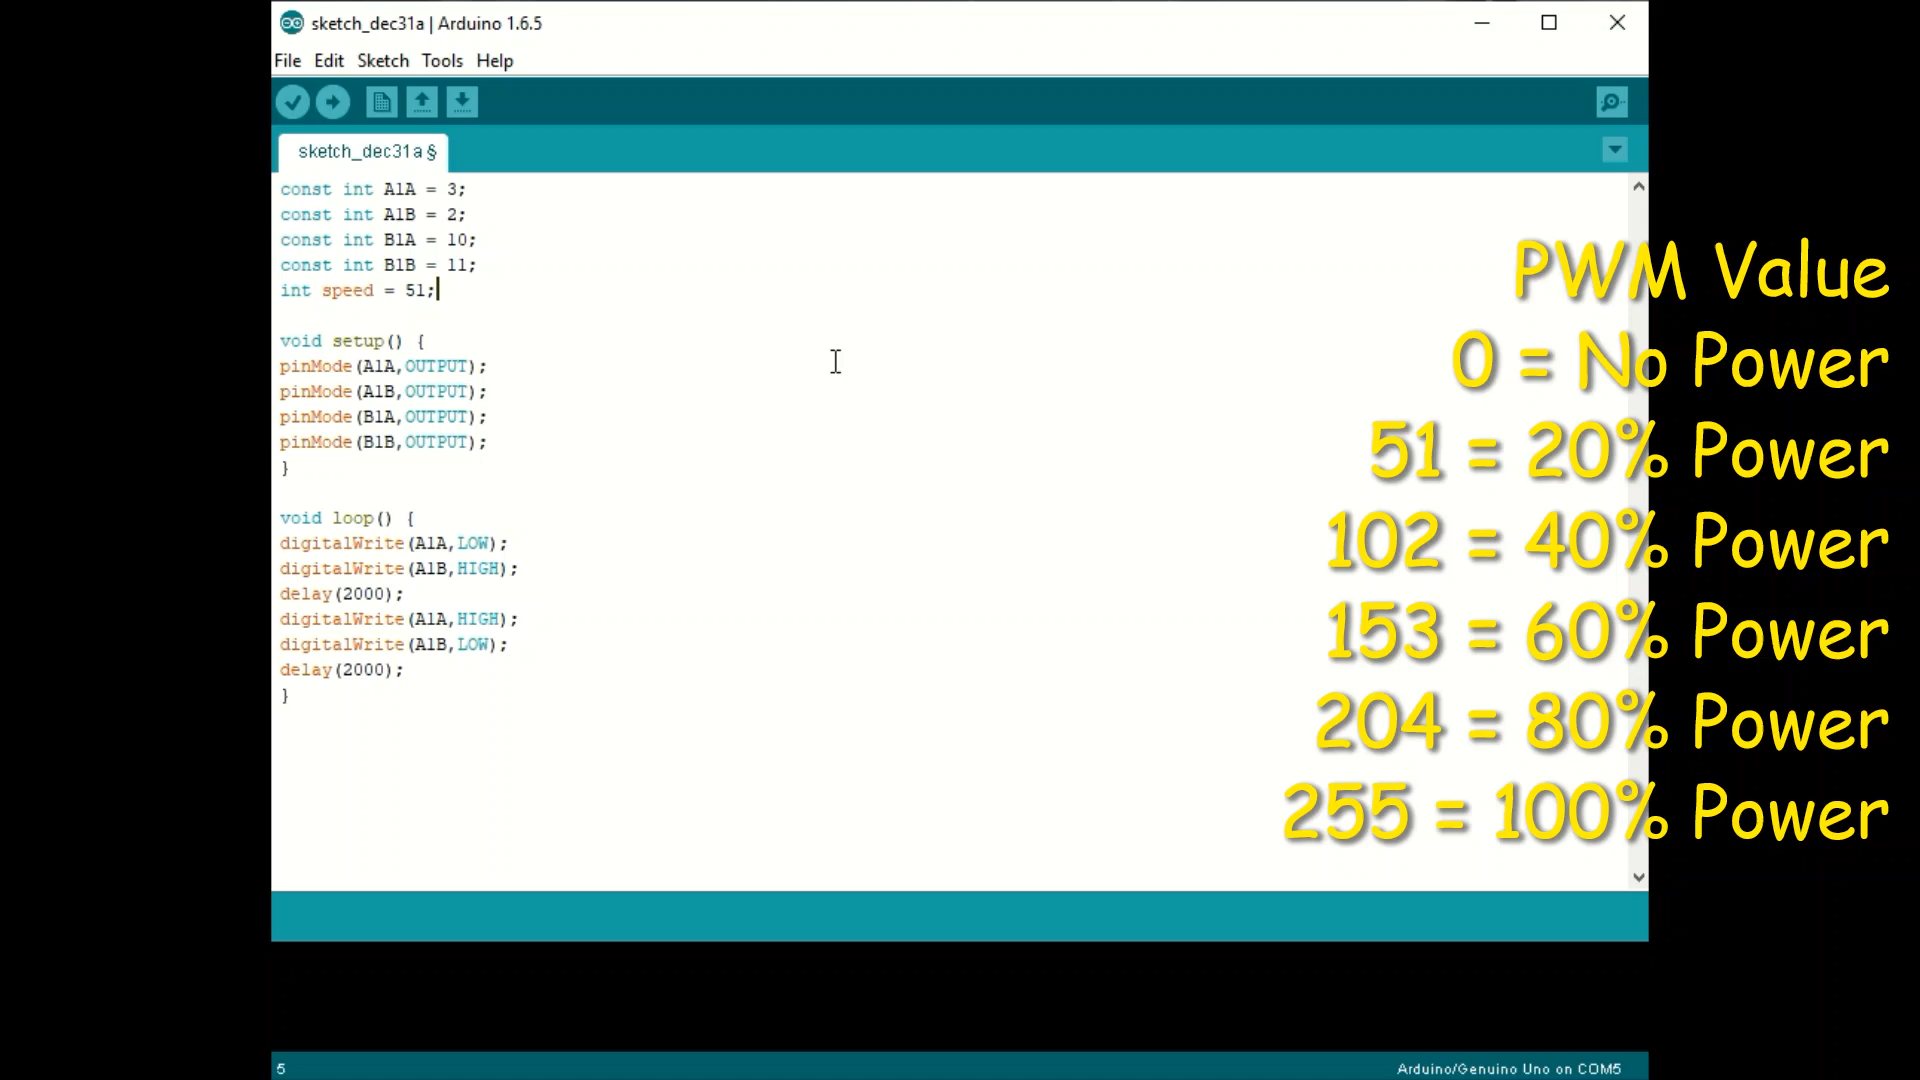 sketch_dec31a | Arduino 1.6.5
File Edit Sketch Tools Help
sketch_dec31a §
const int A1A = 3;
const int A1B = 2;
const int B1A = 10;
const int B1B = 11;
int speed = 51;
void setup() {
pinMode(A1A,OUTPUT);
pinMode(A1B,OUTPUT);
pinMode(B1A,OUTPUT);
pinMode(B1B,OUTPUT);
}
void loop() {
digitalWrite(A1A,LOW);
digitalWrite(A1B,HIGH);
delay(2000);
digitalWrite(A1A,HIGH);
digitalWrite(A1B,LOW);
delay(2000);
}
PWM Value
0 = No Power
51 = 20% Power
102 = 40% Power
153 = 60% Power
204 = 80% Power
255 = 100% Power
5
Arduino/Genuino Uno on COM5